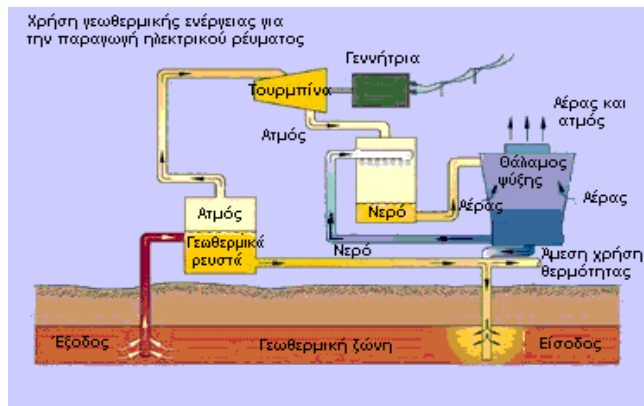 Χρήση γεωθερμικής ενέργειας για
την παραγωγή ηλεκτρικού ρέυματος
Γεννήτρια
Τουρμπίνα
Ατμός
Αέρας και
ατμός
Θάλαμος
ψύξης
Αέρας
Αέρας
Νερό
Ατμός
Γεωθερμικά
ρευστά
Νερό
Άμεση χρήση
θερμότητας
Έξοδος
Γεωθερμική ζώνη
Είσοδος